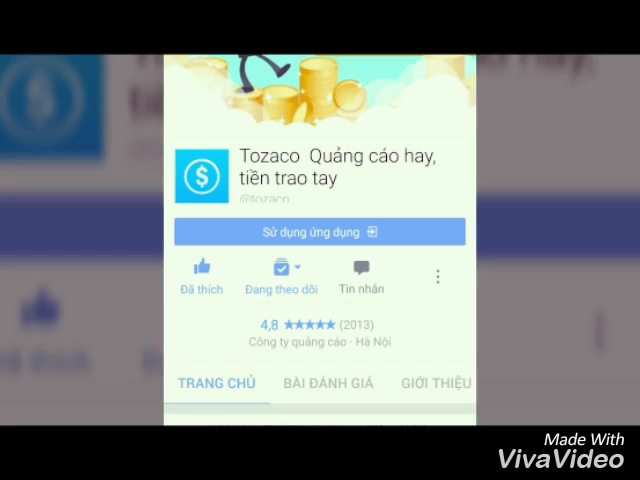 Tozaco Quảng cáo hay,
tiền trao tay
@tozaco
Sử dụng ứng dụng
Đã thích
Đang theo dõi
Tin nhắn
4,8 ★★★★★ (2013)
Công ty quảng cáo · Hà Nội
TRANG CHỦ BÀI ĐÁNH GIÁ GIỚI THIỆU
Made With
VivaVideo